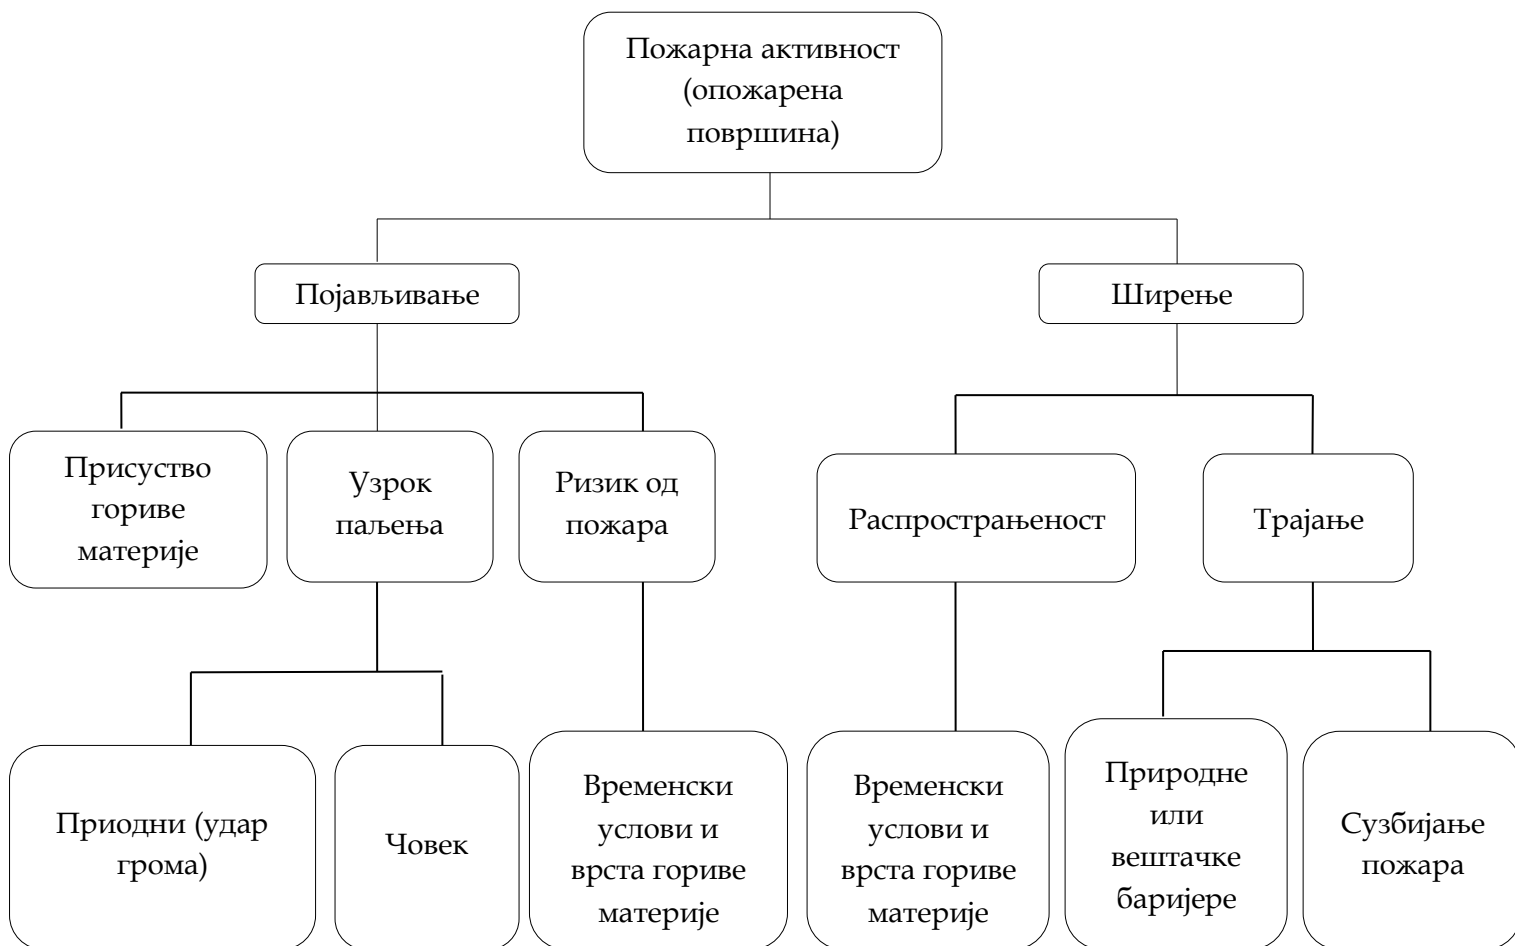 Пожарна активност
(опожарена
површина)
Појављивање
Ширење
Присуство
гориве
материје
Узрок
паљења
Ризик од
пожара
Распрострањеност
Трајање
Приодни (удар
грома)
Човек
Временски
услови и
врста гориве
материје
Временски
услови и
врста гориве
материје
Природне
или
вештачке
баријере
Сузбијање
пожара